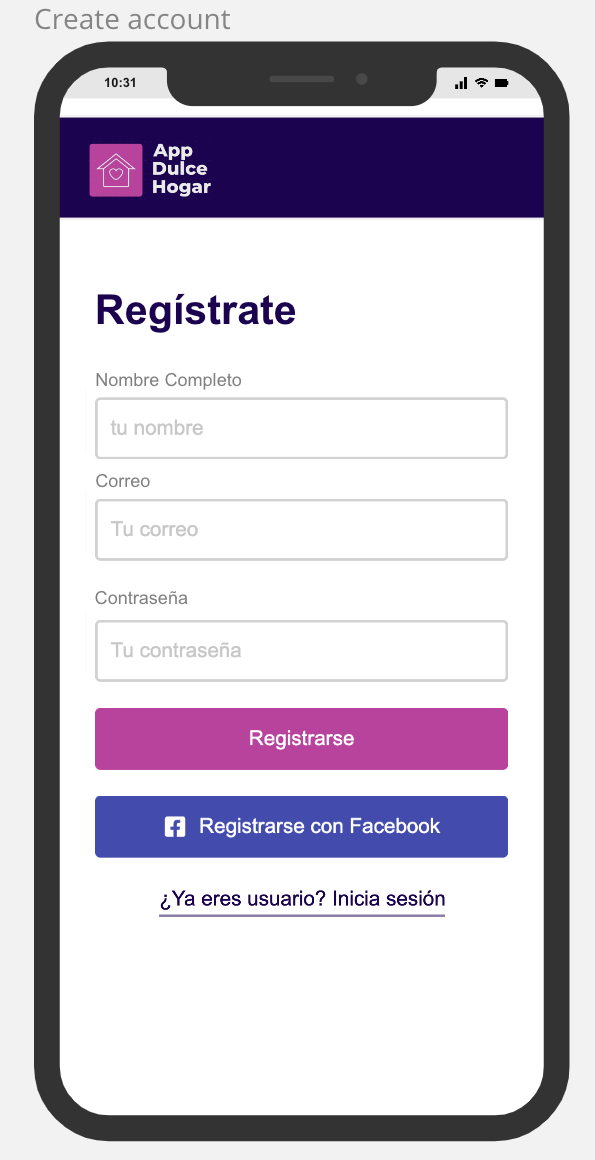 Create account
10:31
App
Dulce
Hogar
Regístrate
Nombre Completo
tu nombre
Correo
Tu correo
Contraseña
Tu contraseña
Registrarse
Registrarse con Facebook
¿Ya eres usuario? Inicia sesión